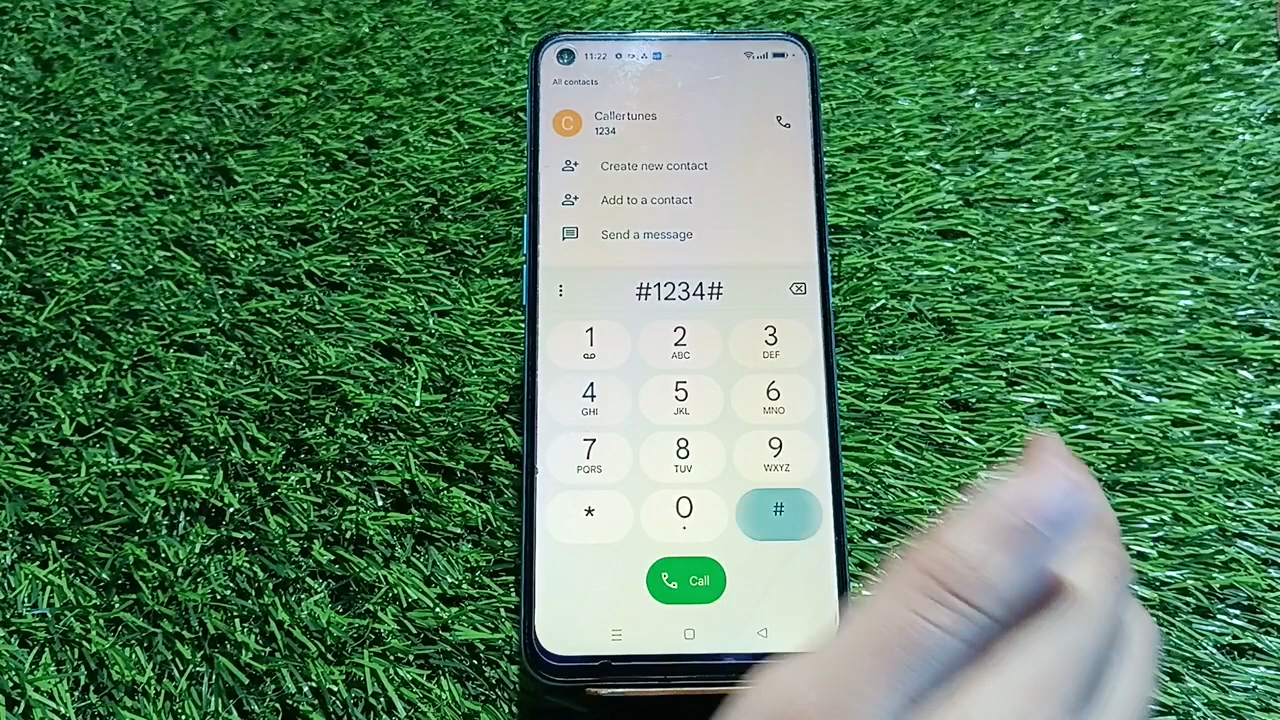 11:22
All contacts
C
Callertunes
1234
Create new contact
Add to a contact
Send a message
#1234#
1 2 3
ABC DEF
4 5 6
GHI JKL MNO
7 8 9
PQRS TUV WXYZ
* 0 #
+
Call